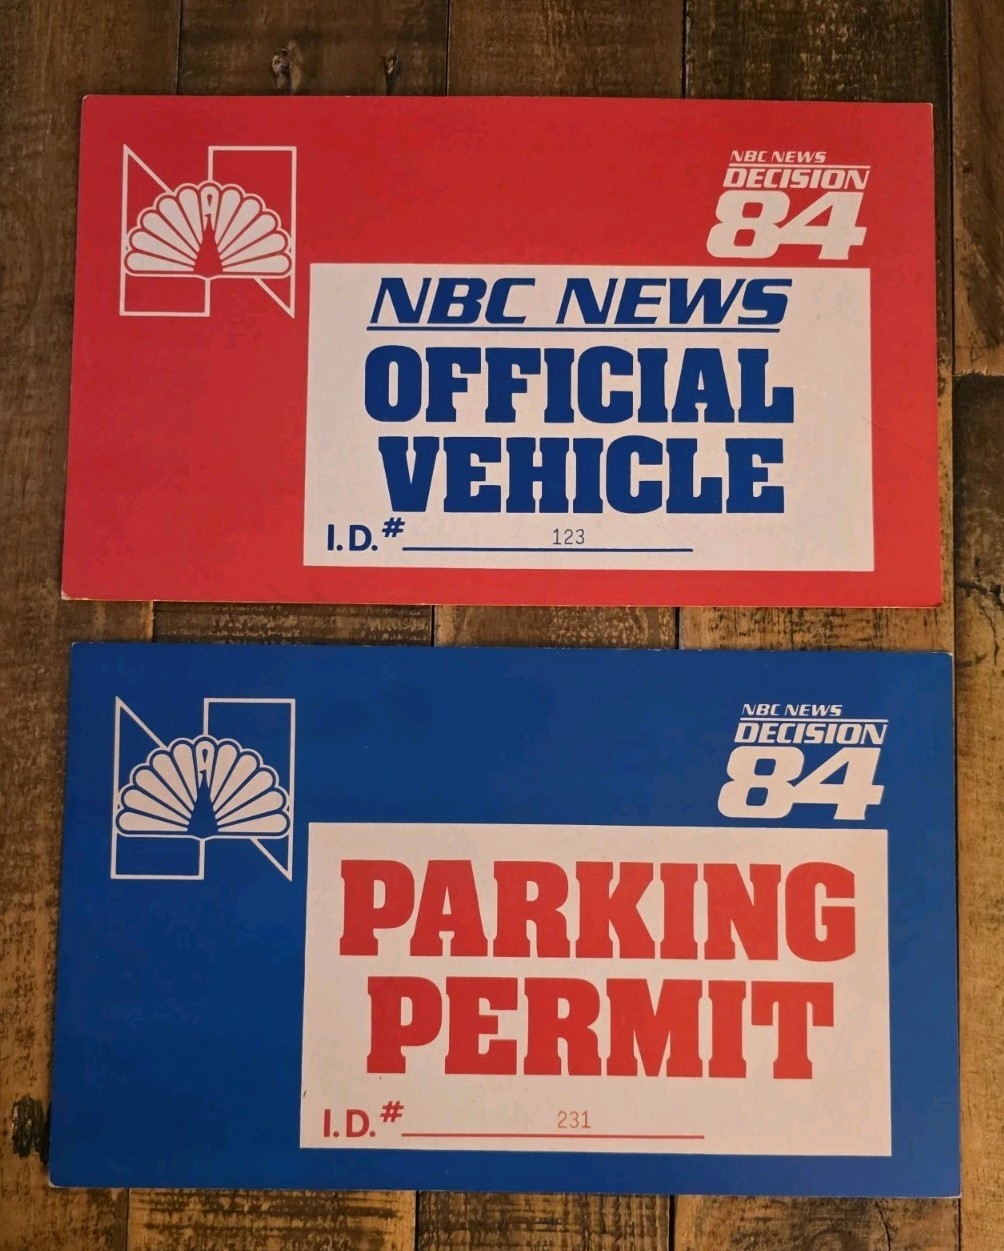 NBC NEWS
DECISION
84
NBC NEWS
OFFICIAL
VEHICLE
I.D.# 123
NBC NEWS
DECISION
84
PARKING
PERMIT
I.D.# 231